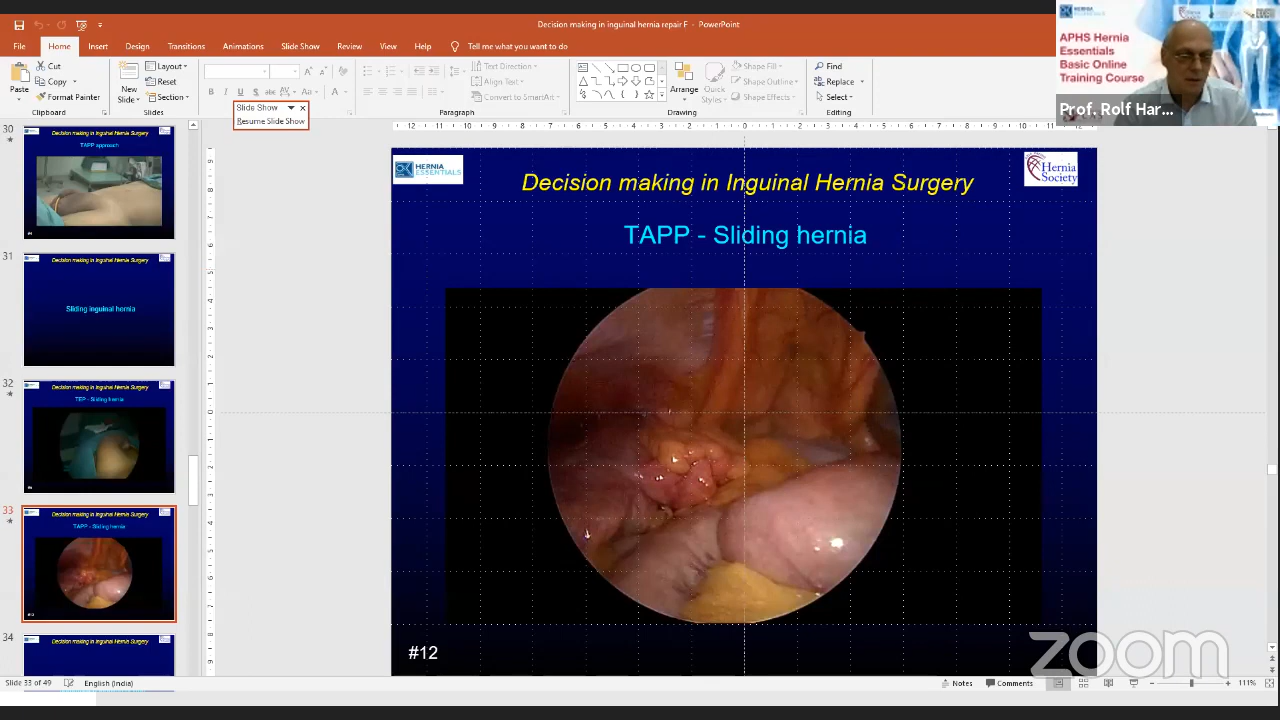 Decision making in inguinal hernia repair F - PowerPoint
File Home Insert Design Transitions Animations Slide Show Review View Help Tell me what you want to do
Paste
Cut
Copy
Format Painter
Clipboard
New
Slide
Layout
Reset
Section
Slides
Slide Show
Resume Slide Show
Text Direction
Align Text
Convert to SmartArt
Paragraph
Arrange
Quick
Styles
Shape Fill
Shape Outline
Shape Effects
Drawing
Find
Replace
Select
Editing
APHS Hernia
Essentials
Basic Online
Training Course
Prof. Rolf Har...
30
Decision making in Inguinal Hernia Surgery
TAPP approach
31
Decision making in Inguinal Hernia Surgery
Sliding inguinal hernia
32
Decision making in Inguinal Hernia Surgery
TEP - Sliding hernia
33
Decision making in Inguinal Hernia Surgery
TAPP - Sliding hernia
34
Decision making in Inguinal Hernia Surgery
HERNIA
ESSENTIALS
Decision making in Inguinal Hernia Surgery
Hernia
Society
TAPP - Sliding hernia
#12
zoom
Slide 33 of 49 English (India)
Notes Comments 111%